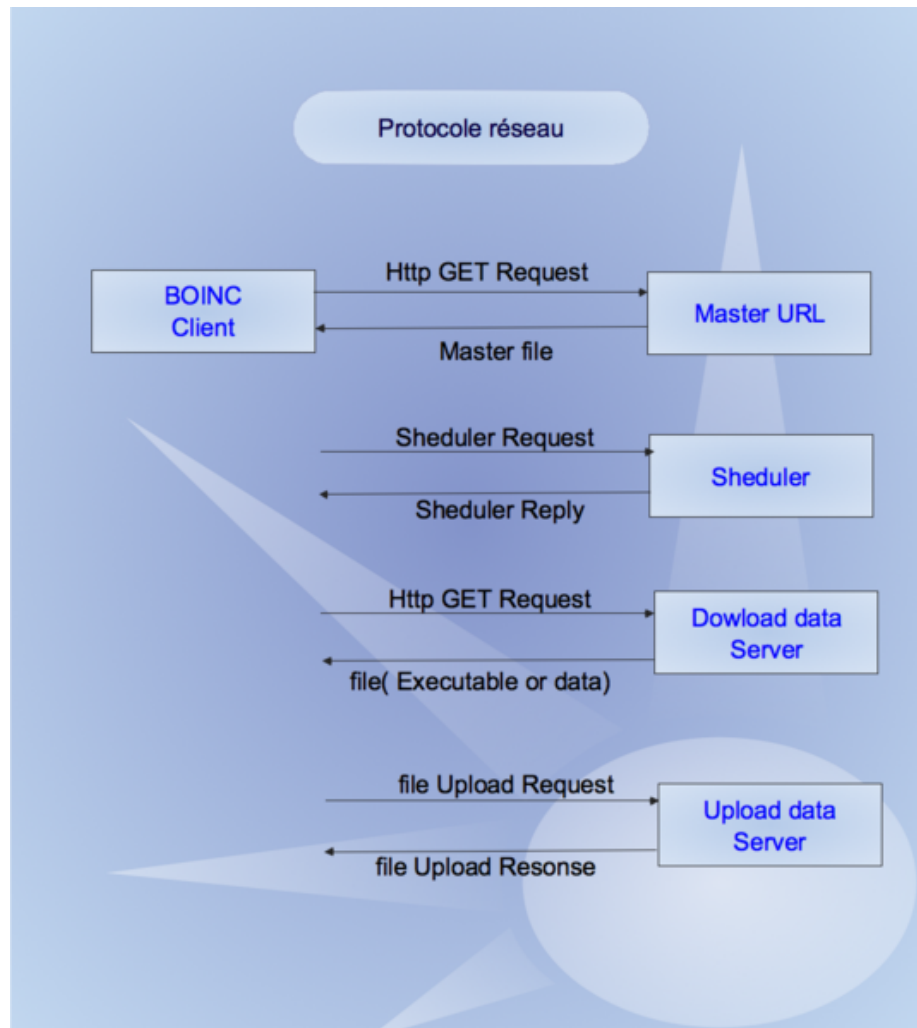 Protocole réseau
Http GET Request
BOINC
Client
Master URL
Master file
Sheduler Request
Sheduler
Sheduler Reply
Http GET Request
Dowload data
Server
file( Executable or data)
file Upload Request
Upload data
Server
file Upload Resonse